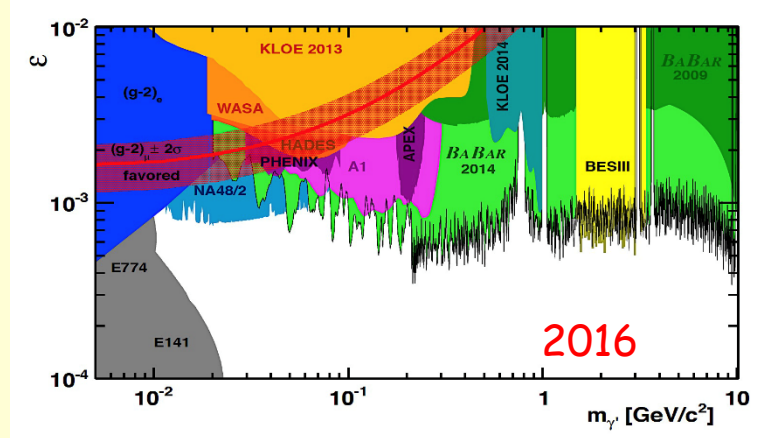 10⁻²
ε
10⁻³
10⁻⁴
KLOE 2013
(g-2)ₑ
WASA
(g-2)μ ± 2σ
favored
HADES
PHENIX
NA48/2
A1
APEX
KLOE 2014
BABAR
2014
BESIII
BABAR
2009
E774
E141
2016
10⁻²
10⁻¹
1
10
mγ' [GeV/c²]